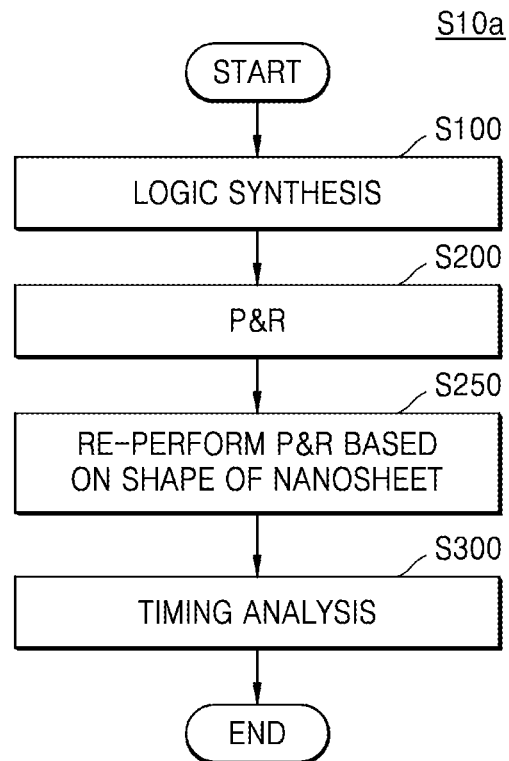 S10a
START
S100
LOGIC SYNTHESIS
S200
P&R
S250
RE-PERFORM P&R BASED
ON SHAPE OF NANOSHEET
S300
TIMING ANALYSIS
END